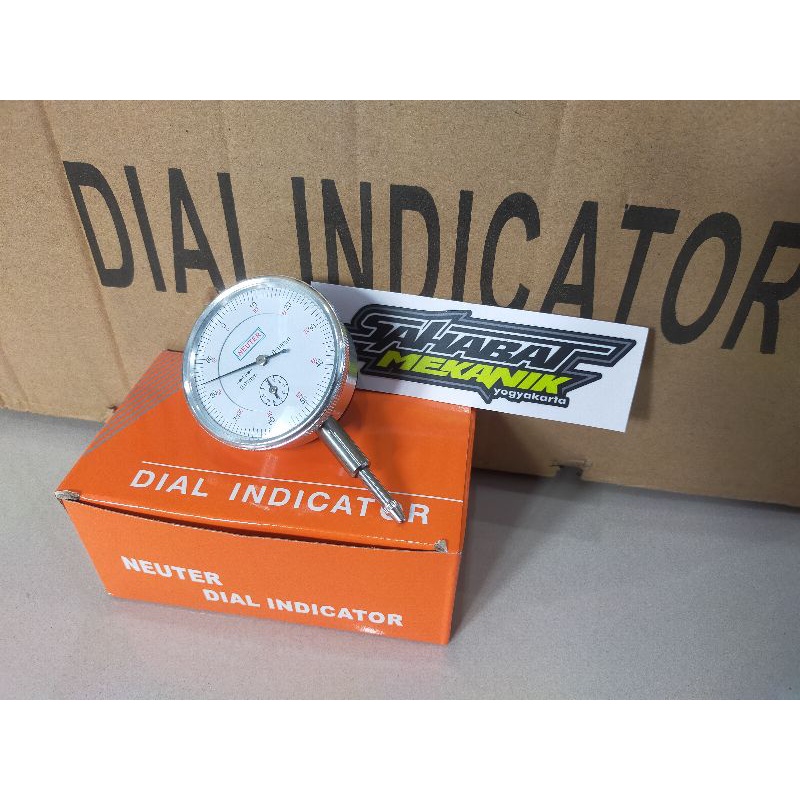 DIAL INDICATOR
SAHABAT
MEKANIK
yogyakarta
NEUTER
DIAL INDICATOR
NEUTER
DIAL INDICATOR